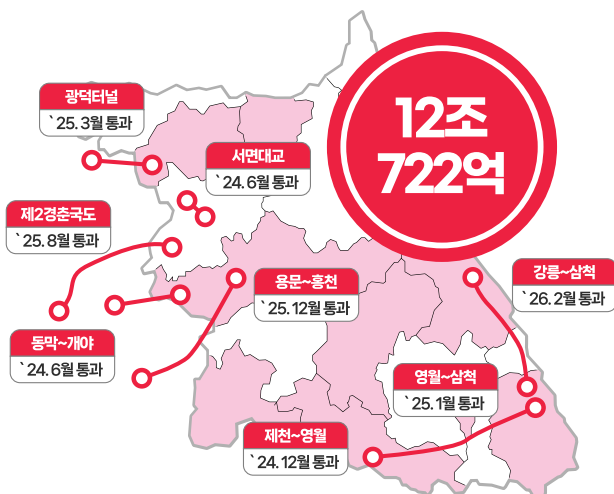 12조
722억
광덕터널
`25. 3월 통과
서면대교
`24. 6월 통과
제2경춘국도
`25. 8월 통과
용문~홍천
`25. 12월 통과
강릉~삼척
`26. 2월 통과
동막~개야
`24. 6월 통과
영월~삼척
`25. 1월 통과
제천~영월
`24. 12월 통과